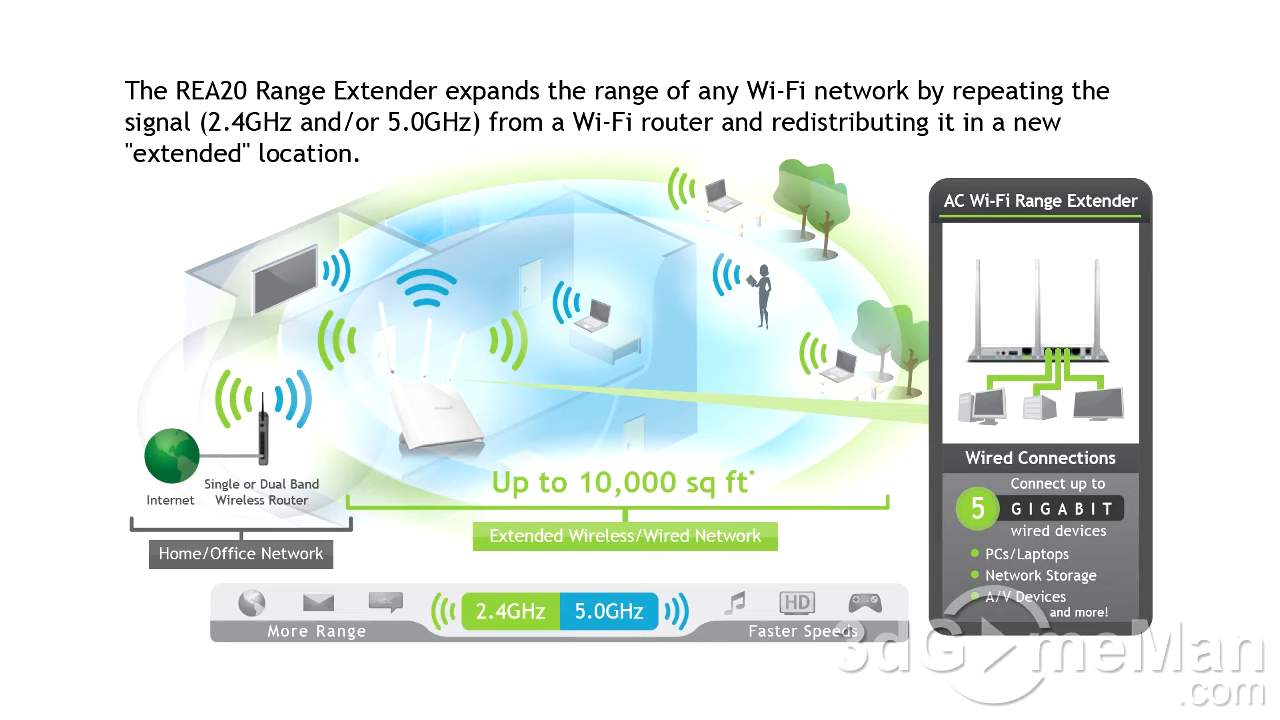 The REA20 Range Extender expands the range of any Wi-Fi network by repeating the
signal (2.4GHz and/or 5.0GHz) from a Wi-Fi router and redistributing it in a new
"extended" location.
AC Wi-Fi Range Extender
Internet
Single or Dual Band
Wireless Router
Home/Office Network
Up to 10,000 sq ft*
Extended Wireless/Wired Network
Wired Connections
Connect up to
5 GIGABIT
wired devices
PCs/Laptops
Network Storage
A/V Devices
and more!
More Range
2.4GHz
5.0GHz
HD
Faster Speeds
3dGameMan
.com